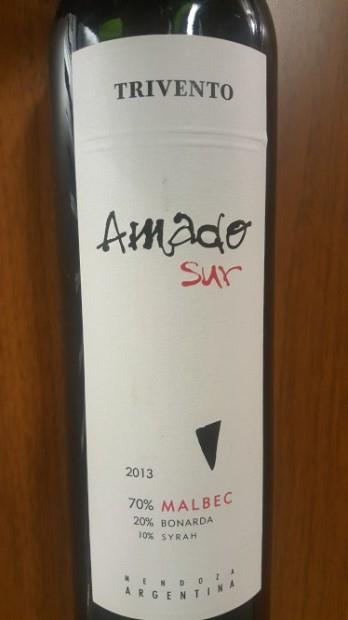 TRIVENTO
Amado
Sur
2013
70% MALBEC
20% BONARDA
10% SYRAH
MENDOZA
ARGENTINA